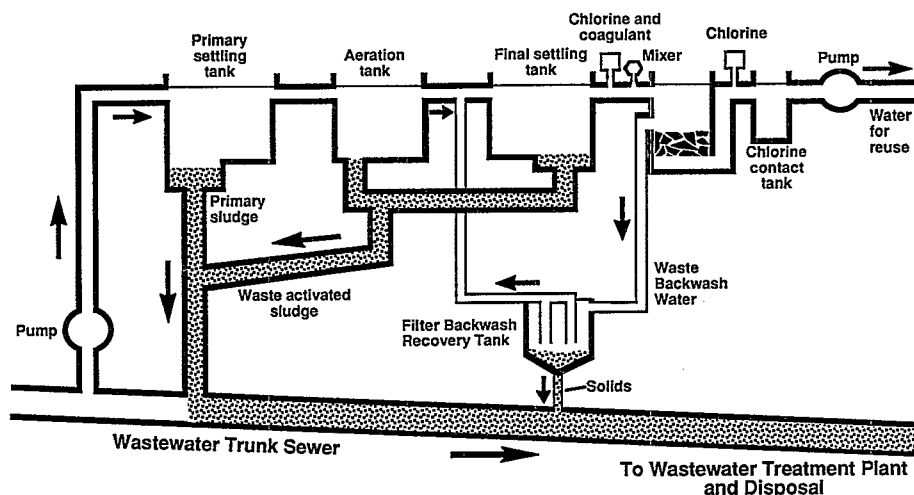 Primary
settling
tank
Aeration
tank
Final settling
tank
Chlorine and
coagulant
Mixer
Chlorine
Pump
Water
for
reuse
Chlorine
contact
tank
Primary
sludge
Waste activated
sludge
Waste
Backwash
Water
Filter Backwash
Recovery Tank
Pump
Solids
Wastewater Trunk Sewer
To Wastewater Treatment Plant
and Disposal